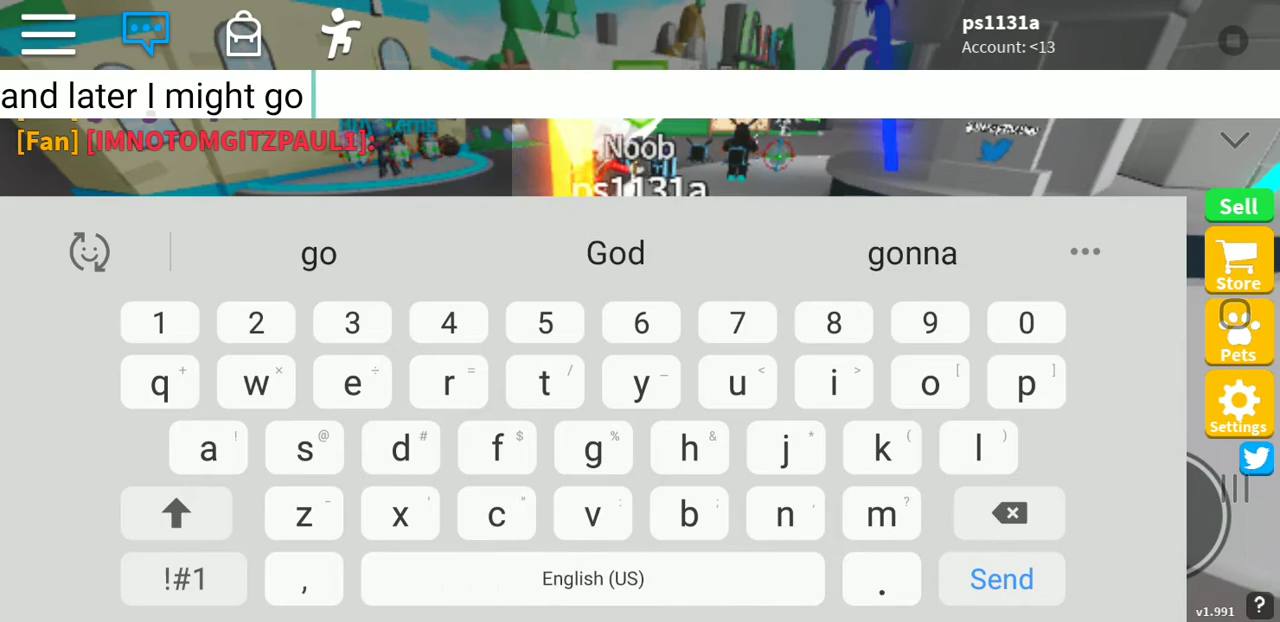 ps1131a
Account: <13
and later I might go
[Fan] [IMNOTOMGITZPAUL1]:
Noob
ps1131a
Sell
Store
Pets
Settings
go God gonna •••
1 2 3 4 5 6 7 8 9 0
q + w × e ÷ r = t / y _ u < i > o [ p ]
a ! s @ d # f $ g % h & j * k ( l )
z - x ' c " v : b ; n , m ?
!#1 , English (US) . Send
v1.991 ?